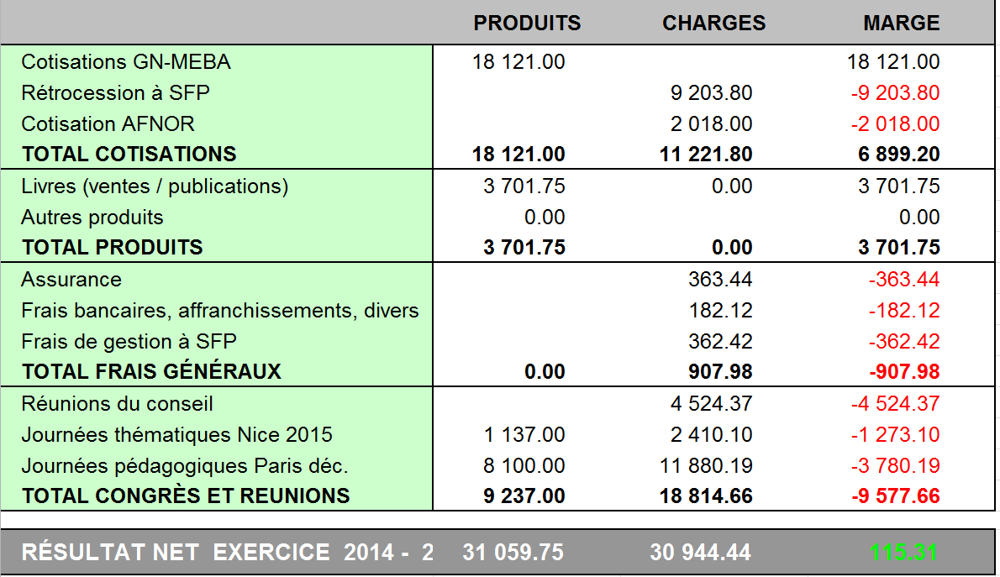 PRODUITS CHARGES MARGE
Cotisations GN-MEBA 18 121.00 18 121.00
Rétrocession à SFP 9 203.80 -9 203.80
Cotisation AFNOR 2 018.00 -2 018.00
TOTAL COTISATIONS 18 121.00 11 221.80 6 899.20
Livres (ventes / publications) 3 701.75 0.00 3 701.75
Autres produits 0.00 0.00
TOTAL PRODUITS 3 701.75 0.00 3 701.75
Assurance 363.44 -363.44
Frais bancaires, affranchissements, divers 182.12 -182.12
Frais de gestion à SFP 362.42 -362.42
TOTAL FRAIS GÉNÉRAUX 0.00 907.98 -907.98
Réunions du conseil 4 524.37 -4 524.37
Journées thématiques Nice 2015 1 137.00 2 410.10 -1 273.10
Journées pédagogiques Paris déc. 8 100.00 11 880.19 -3 780.19
TOTAL CONGRÈS ET REUNIONS 9 237.00 18 814.66 -9 577.66
RÉSULTAT NET EXERCICE 2014 - 2 31 059.75 30 944.44 115.31